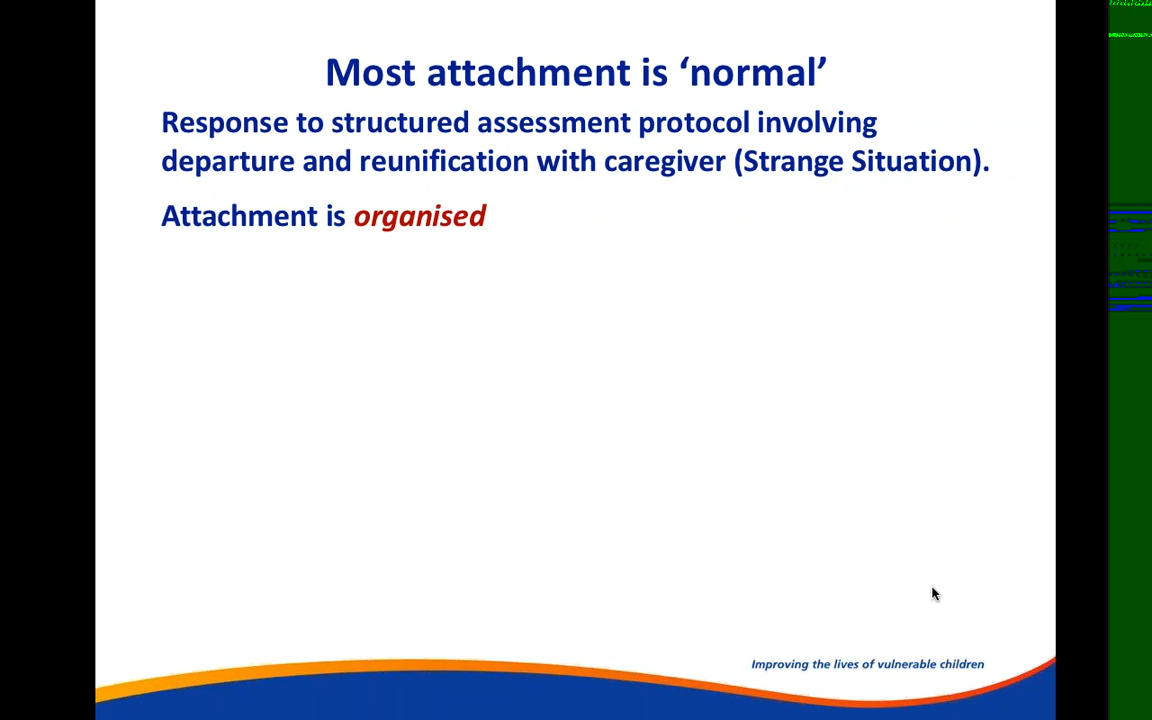 Most attachment is ‘normal’
Response to structured assessment protocol involving
departure and reunification with caregiver (Strange Situation).
Attachment is organised
Improving the lives of vulnerable children